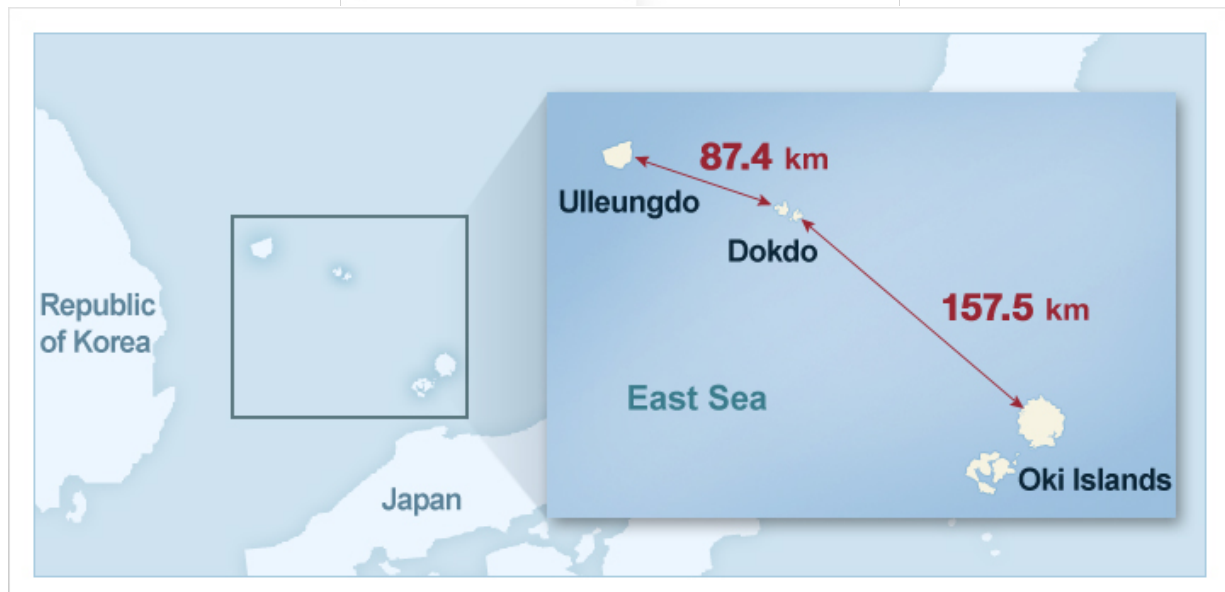 87.4 km
Ulleungdo
Dokdo
Republic
of Korea
157.5 km
East Sea
Oki Islands
Japan